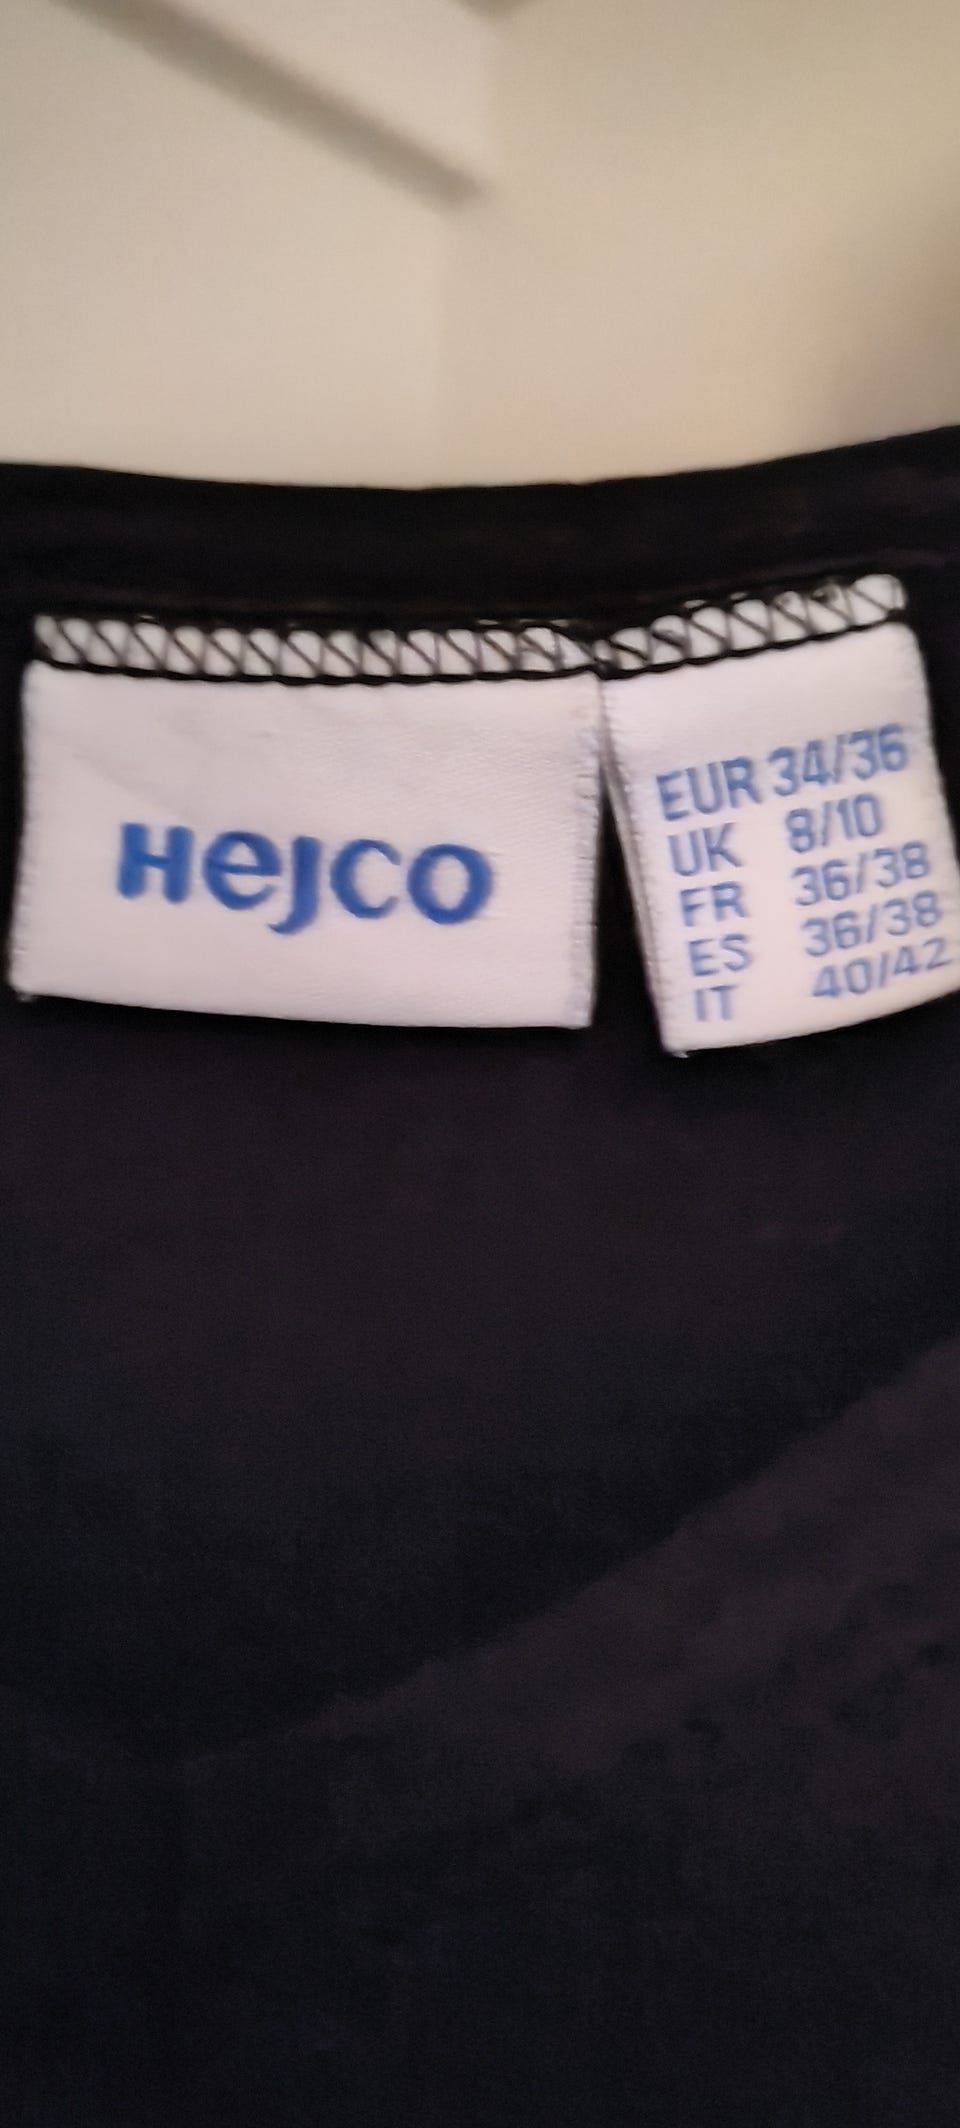 Hejco
EUR 34/36
UK 8/10
FR 36/38
ES 36/38
IT 40/42